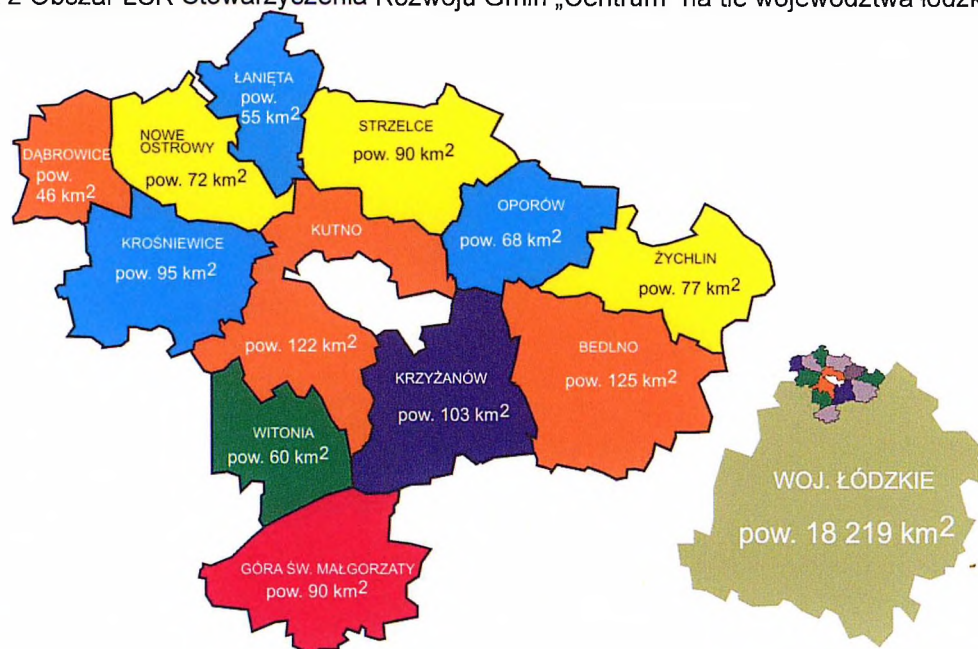 2 Obszar LSR Stowarzyszenia Rozwoju Gmin „Centrum” na tle województwa
ŁANIĘTA
pow.
55 km²
DĄBROWICE
pow.
46 km²
NOWE
OSTROWY
pow. 72 km²
STRZELCE
pow. 90 km²
KROŚNIEWICE
pow. 95 km²
KUTNO
pow. 122 km²
OPORÓW
pow. 68 km²
ŻYCHLIN
pow. 77 km²
BEDLNO
pow. 125 km²
KRZYŻANÓW
pow. 103 km²
WITONIA
pow. 60 km²
GÓRA ŚW. MAŁGORZATY
pow. 90 km²
WOJ. ŁÓDZKIE
pow. 18 219 km²